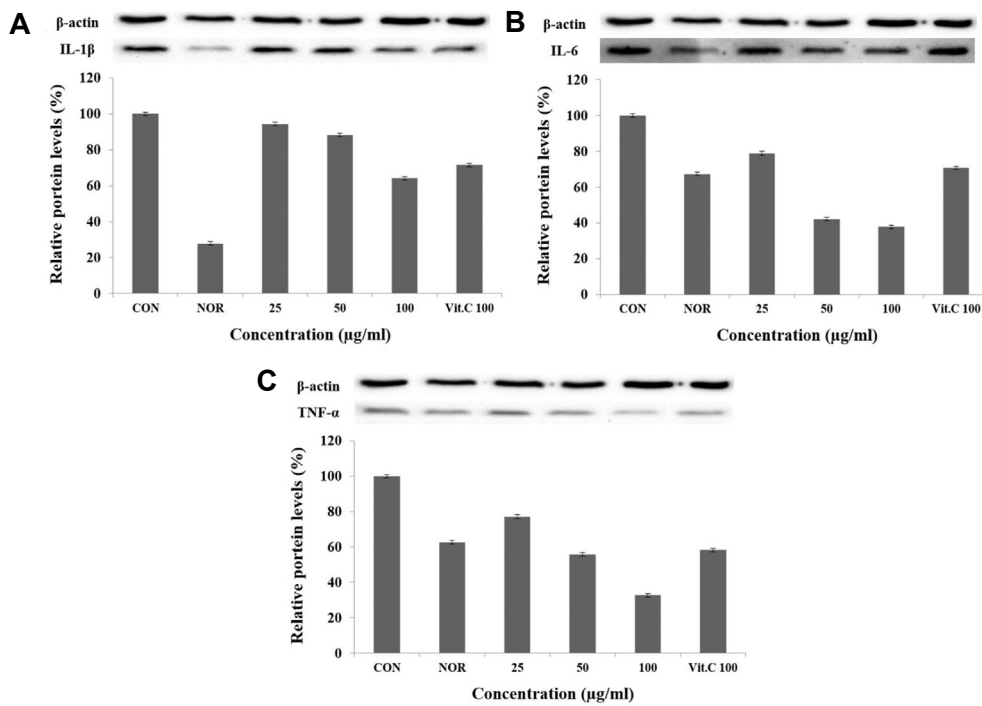 A
β-actin
IL-1β
120
100
80
60
40
20
0
Relative portein levels (%)
CON NOR 25 50 100 Vit.C 100
Concentration (μg/ml)
B
β-actin
IL-6
120
100
80
60
40
20
0
Relative portein levels (%)
CON NOR 25 50 100 Vit.C 100
Concentration (μg/ml)
C
β-actin
TNF-α
120
100
80
60
40
20
0
Relative portein levels (%)
CON NOR 25 50 100 Vit.C 100
Concentration (μg/ml)